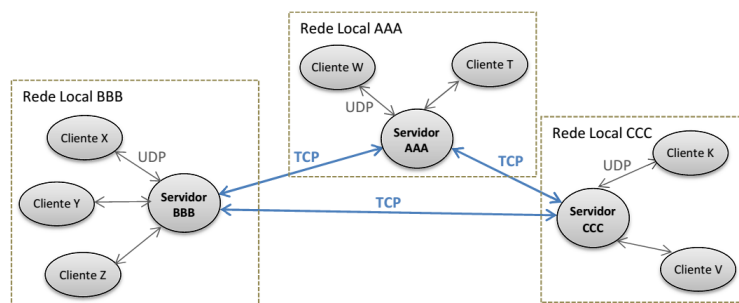 Rede Local AAA
Cliente W
Cliente T
UDP
Servidor
AAA
Rede Local BBB
Cliente X
UDP
Cliente Y
Servidor
BBB
Cliente Z
TCP
TCP
TCP
Rede Local CCC
UDP
Cliente K
Servidor
CCC
Cliente V